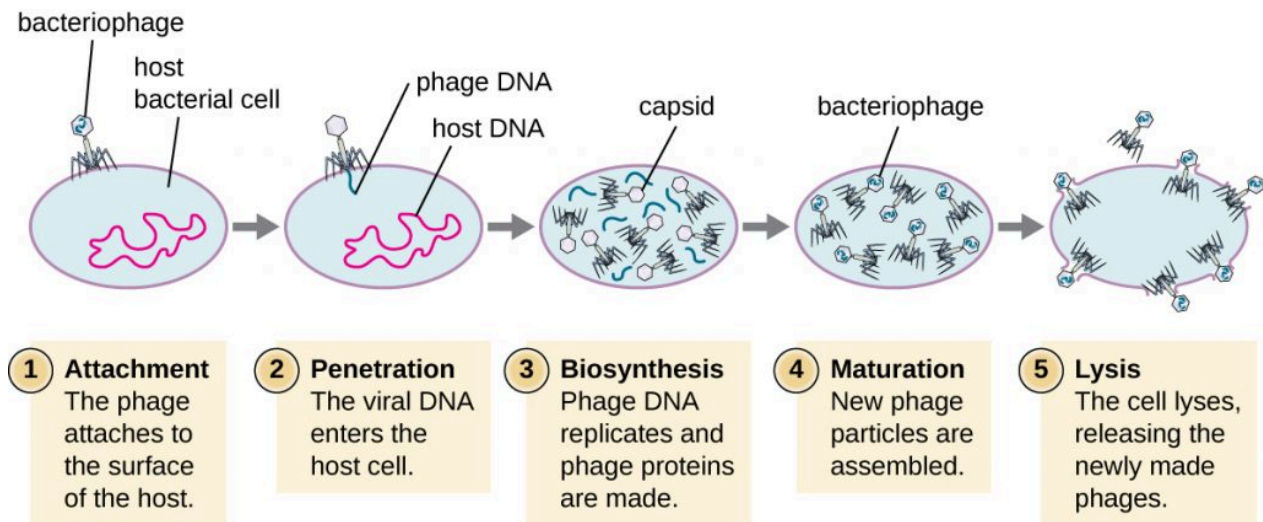 bacteriophage
host
bacterial cell
phage DNA
host DNA
capsid
bacteriophage
1 Attachment
The phage
attaches to
the surface
of the host.
2 Penetration
The viral DNA
enters the
host cell.
3 Biosynthesis
Phage DNA
replicates and
phage proteins
are made.
4 Maturation
New phage
particles are
assembled.
5 Lysis
The cell lyses,
releasing the
newly made
phages.